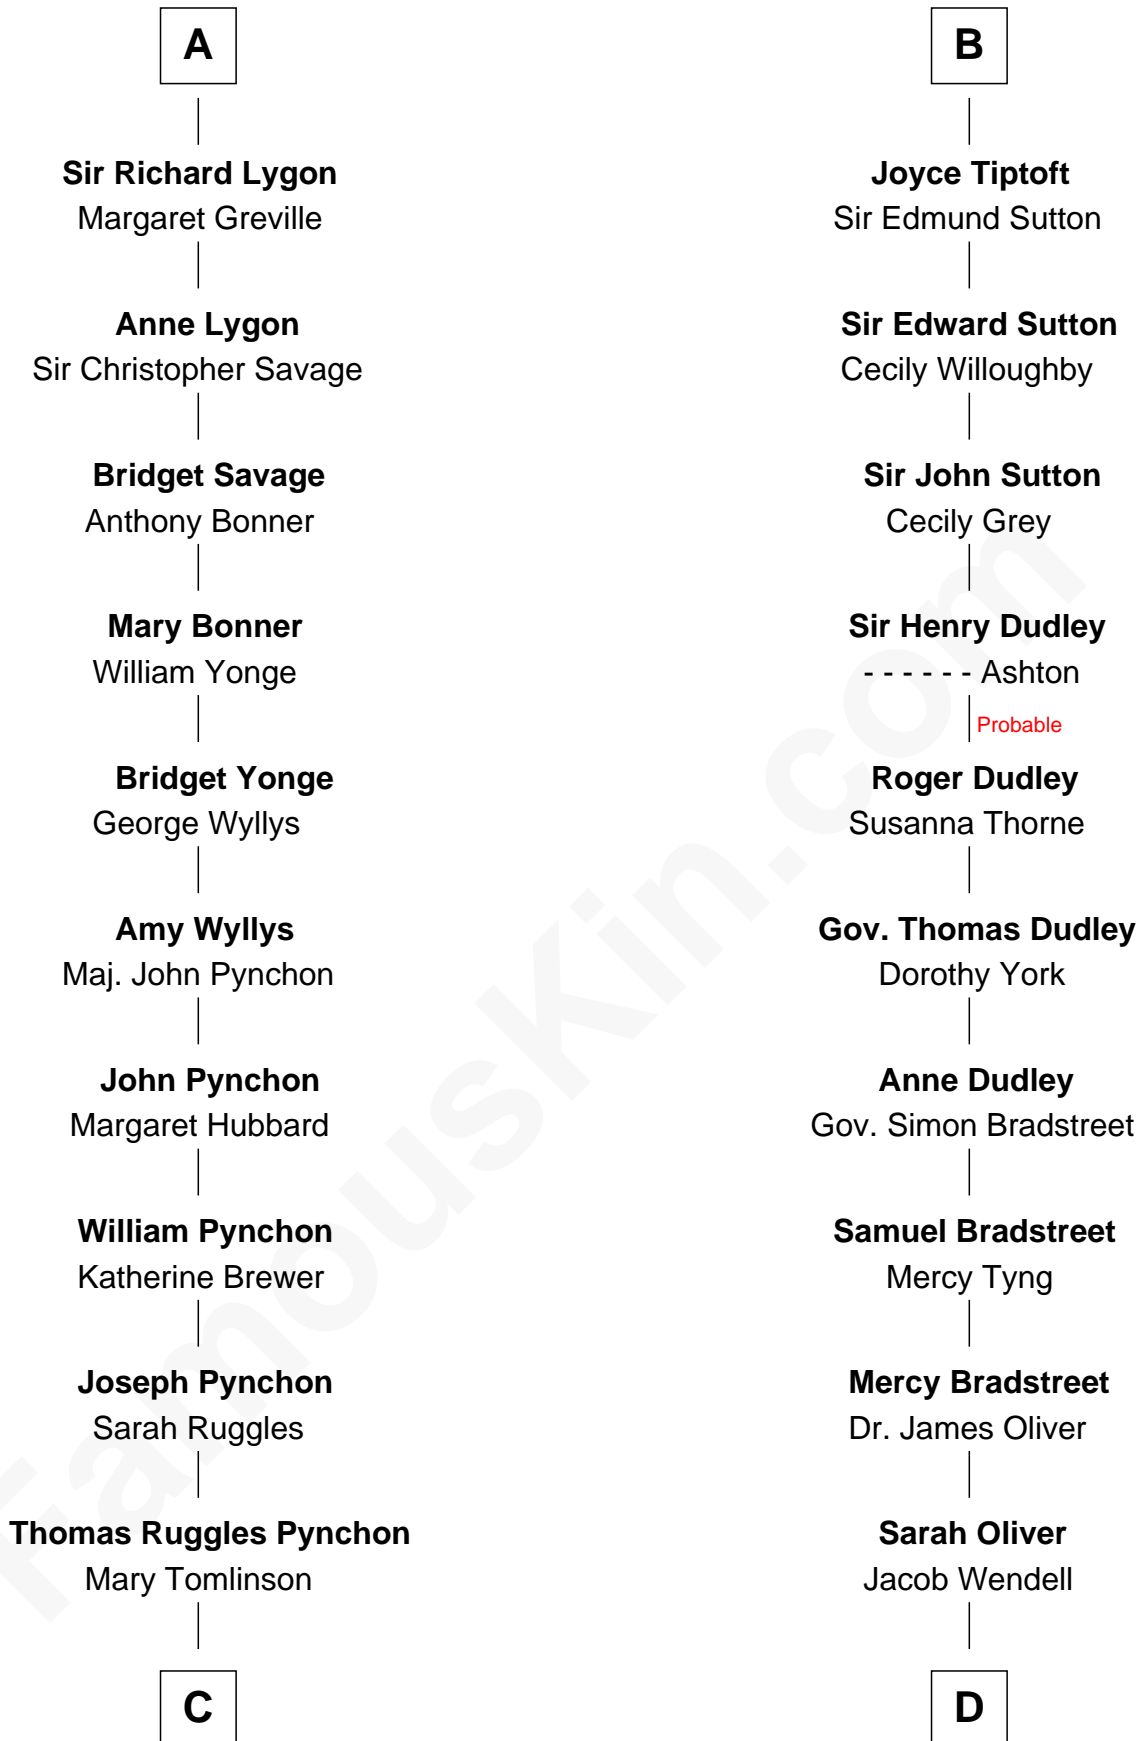 A
Sir Richard Lygon
Margaret Greville
Anne Lygon
Sir Christopher Savage
Bridget Savage
Anthony Bonner
Mary Bonner
William Yonge
Bridget Yonge
George Wyllys
Amy Wyllys
Maj. John Pynchon
John Pynchon
Margaret Hubbard
William Pynchon
Katherine Brewer
Joseph Pynchon
Sarah Ruggles
Thomas Ruggles Pynchon
Mary Tomlinson
C
B
Joyce Tiptoft
Sir Edmund Sutton
Sir Edward Sutton
Cecily Willoughby
Sir John Sutton
Cecily Grey
Sir Henry Dudley
- - - - - - Ashton
Probable
Roger Dudley
Susanna Thorne
Gov. Thomas Dudley
Dorothy York
Anne Dudley
Gov. Simon Bradstreet
Samuel Bradstreet
Mercy Tyng
Mercy Bradstreet
Dr. James Oliver
Sarah Oliver
Jacob Wendell
D
FamousKin.com